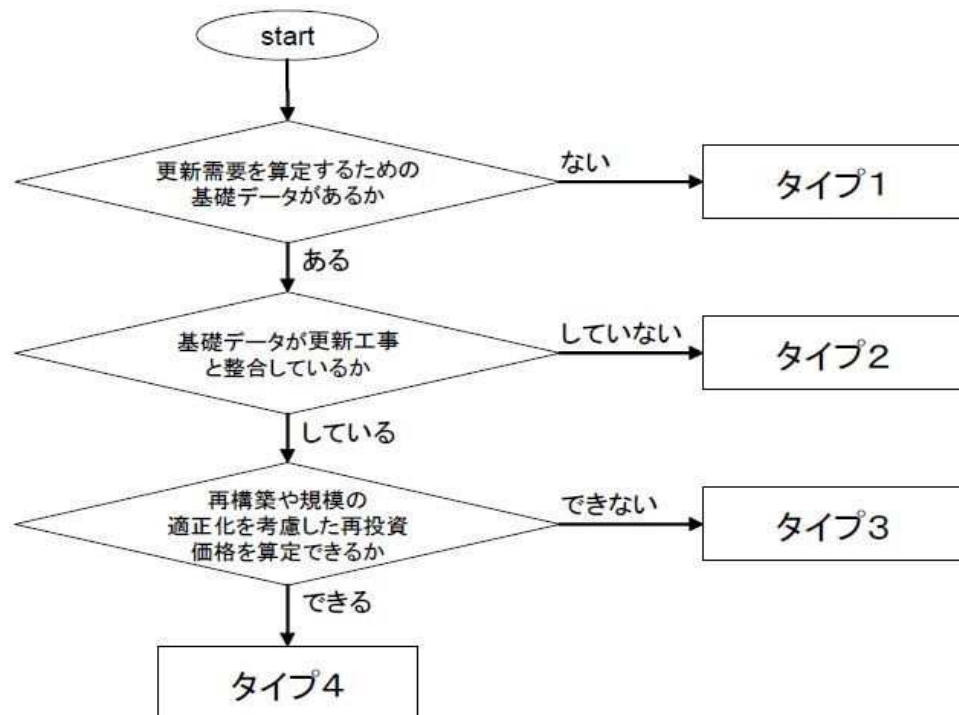 start
更新需要を算定するための
基礎データがあるか
ない
タイプ１
ある
基礎データが更新工事
と整合しているか
していない
タイプ２
している
再構築や規模の
適正化を考慮した再投資
価格を算定できるか
できない
タイプ３
できる
タイプ４